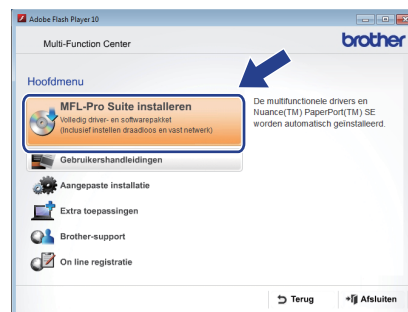 Adobe Flash Player 10
Multi-Function Center
brother
Hoofdmenu
MFL-Pro Suite installeren
Volledig driver- en softwarepakket
(Inclusief instellen draadloos en vast netwerk)
De multifunctionele drivers en
Nuance(TM) PaperPort(TM) SE
worden automatisch geïnstalleerd.
Gebruikershandleidingen
Aangepaste installatie
Extra toepassingen
Brother-support
On line registratie
Terug
Afsluiten